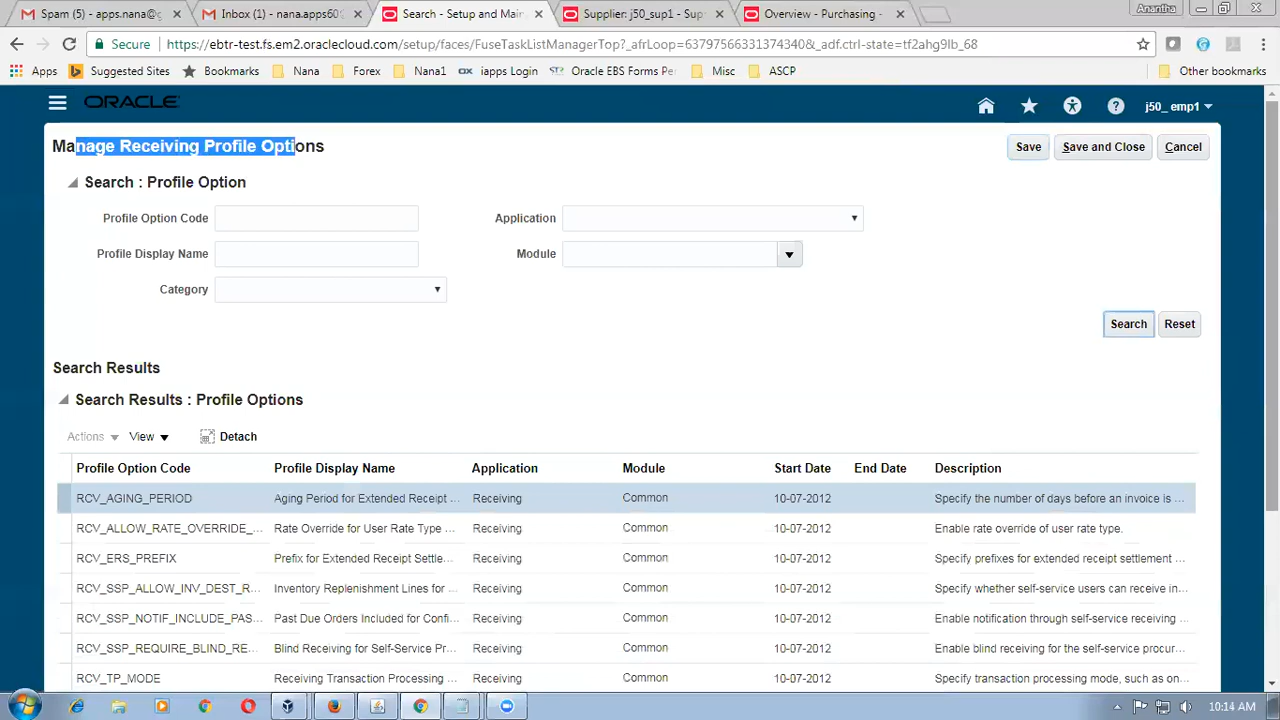 Spam (5) - appsnana@g
Inbox (1) - nana.apps60
Search - Setup and Main
Supplier: j50_sup1 - Sup
Overview - Purchasing -
Anantha
Secure
https://ebtr-test.fs.em2.oraclecloud.com/setup/faces/FuseTaskListManagerTop?_afrLoop=63797566331374340&_adf.ctrl-state=tf2ahg9lb_68
Apps
Suggested Sites
Bookmarks
Nana
Forex
Nana1
iapps Login
Oracle EBS Forms Per
Misc
ASCP
Other bookmarks
ORACLE
j50_ emp1
Manage Receiving Profile Options
Save
Save and Close
Cancel
Search : Profile Option
Profile Option Code
Application
Profile Display Name
Module
Category
Search
Reset
Search Results
Search Results : Profile Options
Actions
View
Detach
Profile Option Code Profile Display Name Application Module Start Date End Date Description
RCV_AGING_PERIOD Aging Period for Extended Receipt ... Receiving Common 10-07-2012 Specify the number of days before an invoice is ...
RCV_ALLOW_RATE_OVERRIDE_... Rate Override for User Rate Type ... Receiving Common 10-07-2012 Enable rate override of user rate type.
RCV_ERS_PREFIX Prefix for Extended Receipt Settle... Receiving Common 10-07-2012 Specify prefixes for extended receipt settlement ...
RCV_SSP_ALLOW_INV_DEST_R... Inventory Replenishment Lines for ... Receiving Common 10-07-2012 Specify whether self-service users can receive in...
RCV_SSP_NOTIF_INCLUDE_PAS... Past Due Orders Included for Confi... Receiving Common 10-07-2012 Enable notification through self-service receiving ...
RCV_SSP_REQUIRE_BLIND_RE... Blind Receiving for Self-Service Pr... Receiving Common 10-07-2012 Enable blind receiving for the self-service procur...
RCV_TP_MODE Receiving Transaction Processing ... Receiving Common 10-07-2012 Specify transaction processing mode, such as on...
10:14 AM